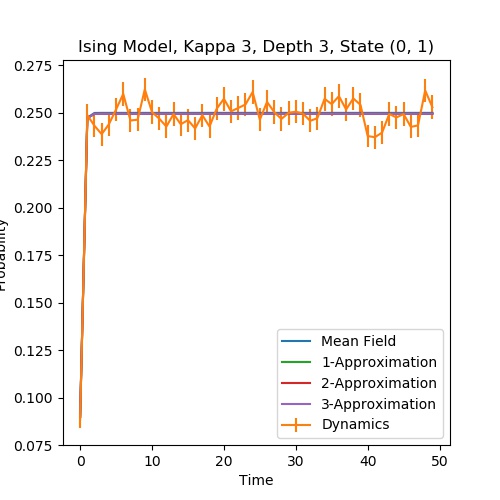 Ising Model, Kappa 3, Depth 3, State (0, 1)
0.275
0.250
0.225
0.200
0.175
0.150
0.125
0.100
0.075
Probability
0
10
20
30
40
50
Time
Mean Field
1-Approximation
2-Approximation
3-Approximation
Dynamics